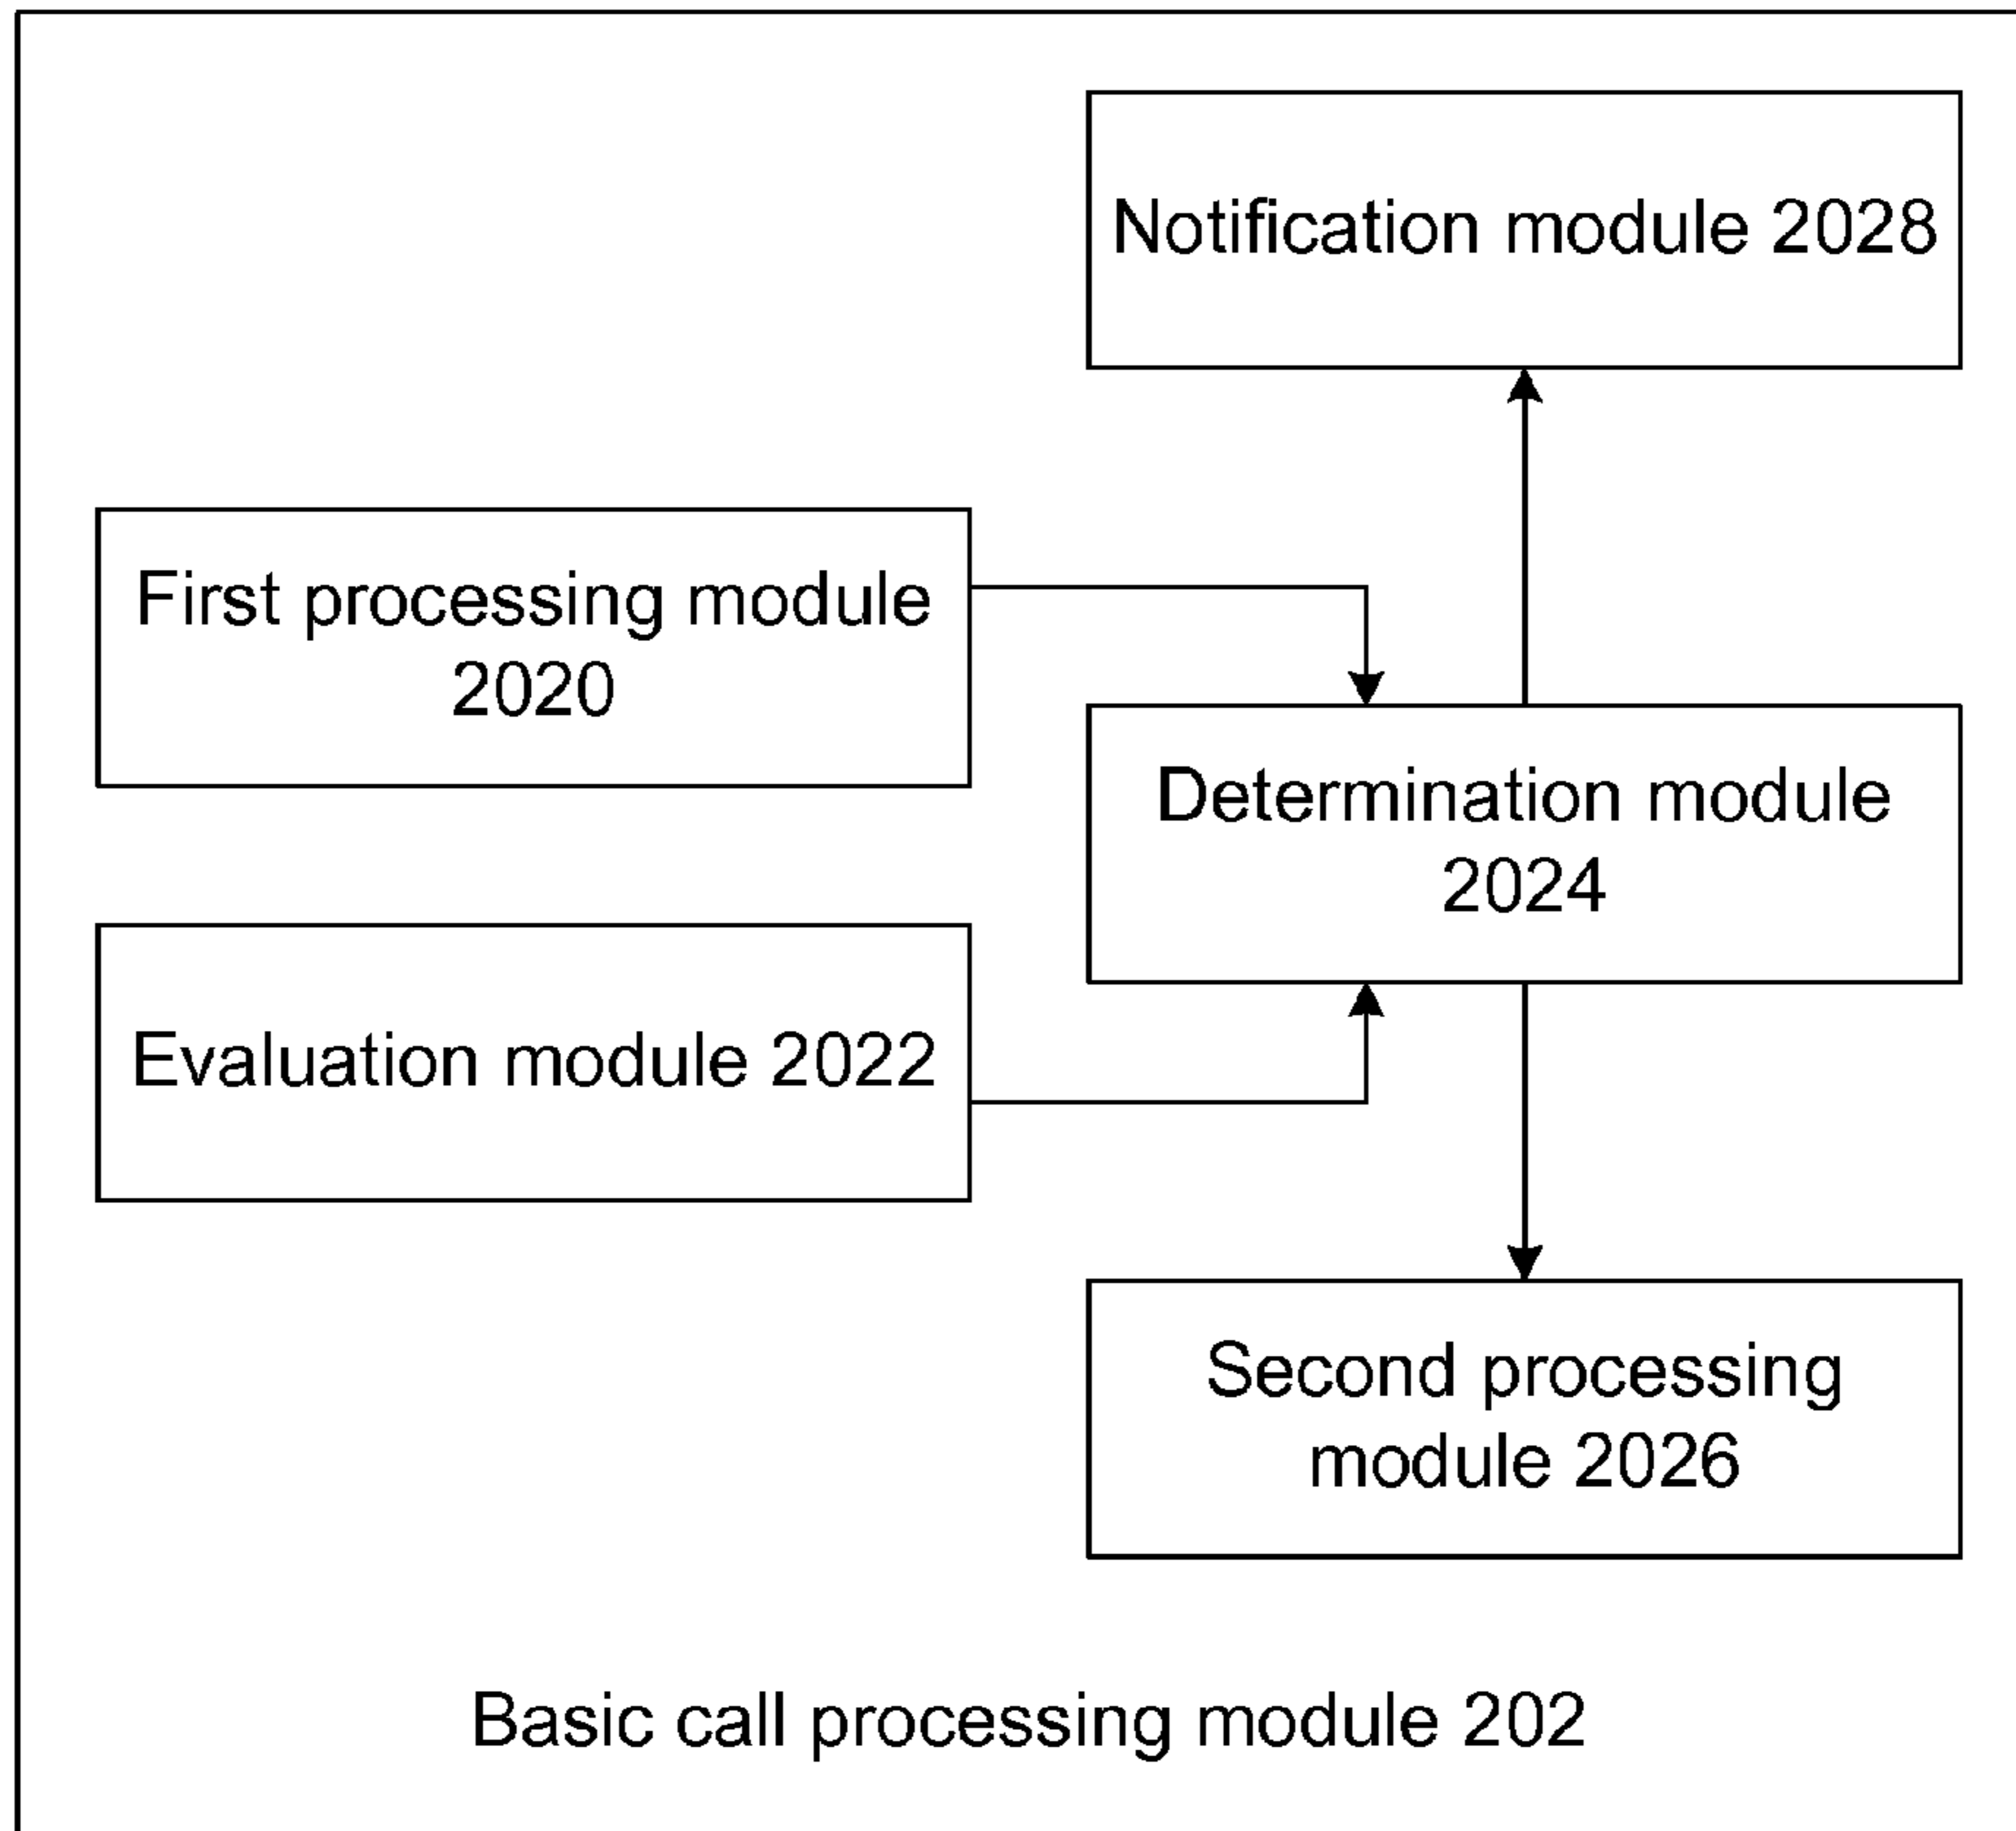 Notification module 2028
First processing module
2020
Determination module
2024
Evaluation module 2022
Second processing
module 2026
Basic call processing module 202